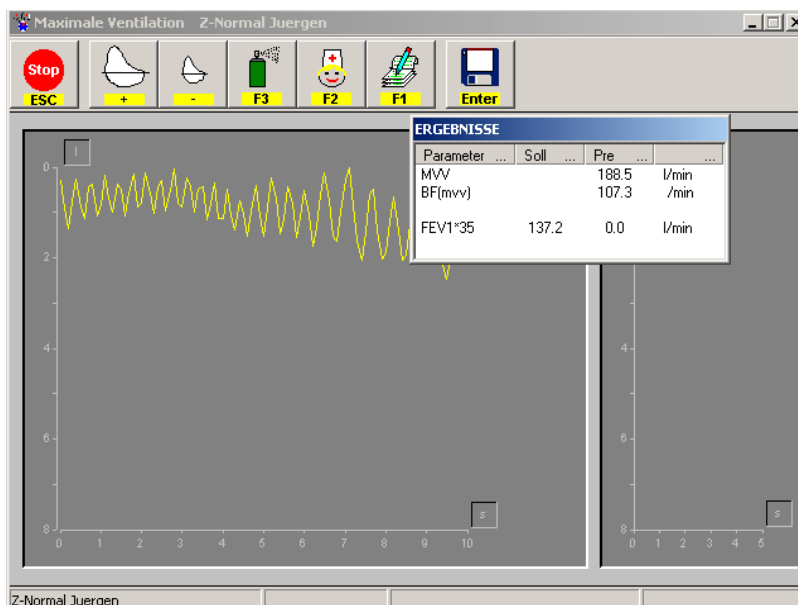 Maximale Ventilation Z-Normal Juergen
Stop
ESC + - F3 F2 F1 Enter
ERGEBNISSE
Parameter ... Soll ... Pre ... ...
MVV 188.5 l/min
BF(mvv) 107.3 /min
FEV1*35 137.2 0.0 l/min
l
0
2
4
6
8
0 1 2 3 4 5 6 7 8 9 10
s
4
6
8
0 1 2 3 4 5
s
Z-Normal Juergen